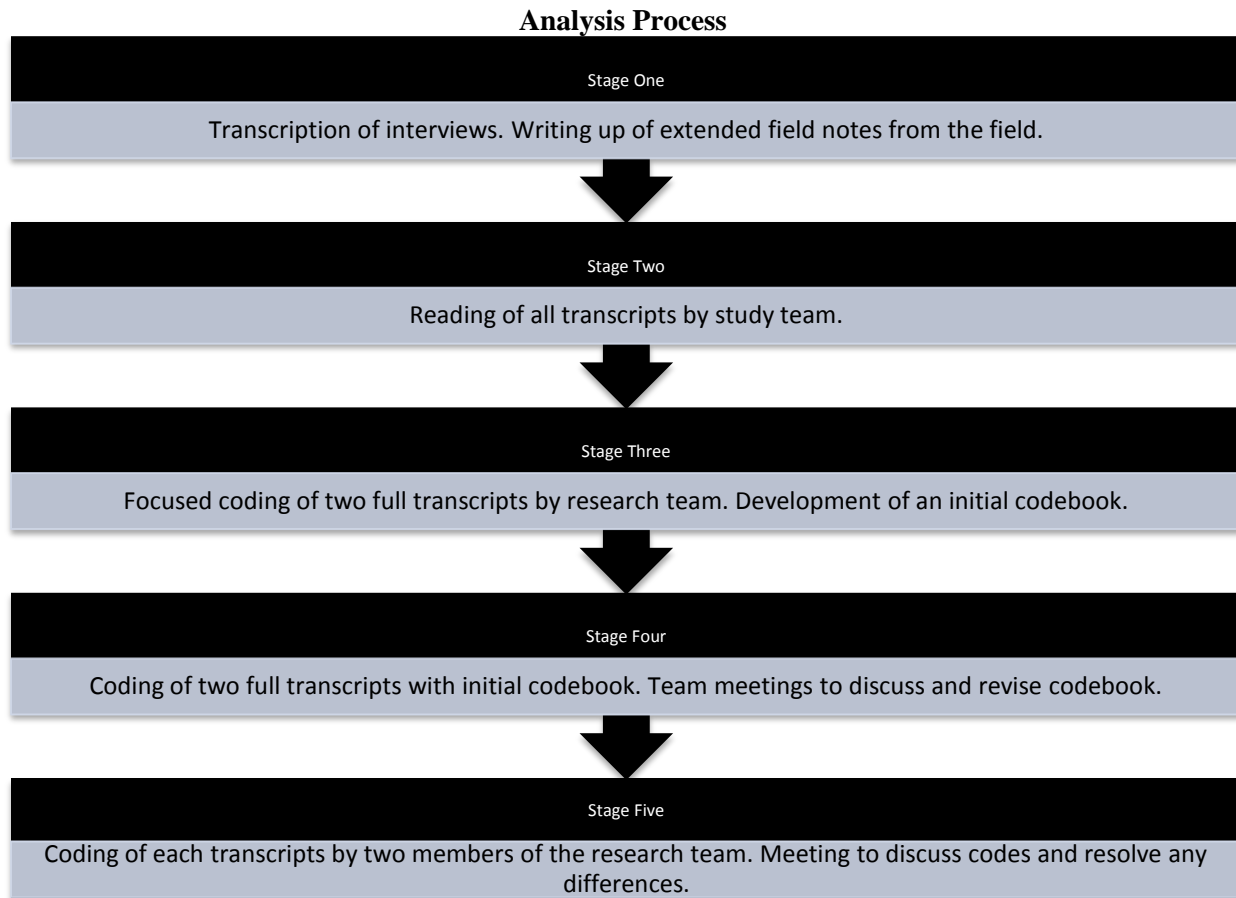 Analysis Process
Stage One
Transcription of interviews. Writing up of extended field notes from the field.
Stage Two
Reading of all transcripts by study team.
Stage Three
Focused coding of two full transcripts by research team. Development of an initial codebook.
Stage Four
Coding of two full transcripts with initial codebook. Team meetings to discuss and revise codebook.
Stage Five
Coding of each transcripts by two members of the research team. Meeting to discuss codes and resolve any
differences.